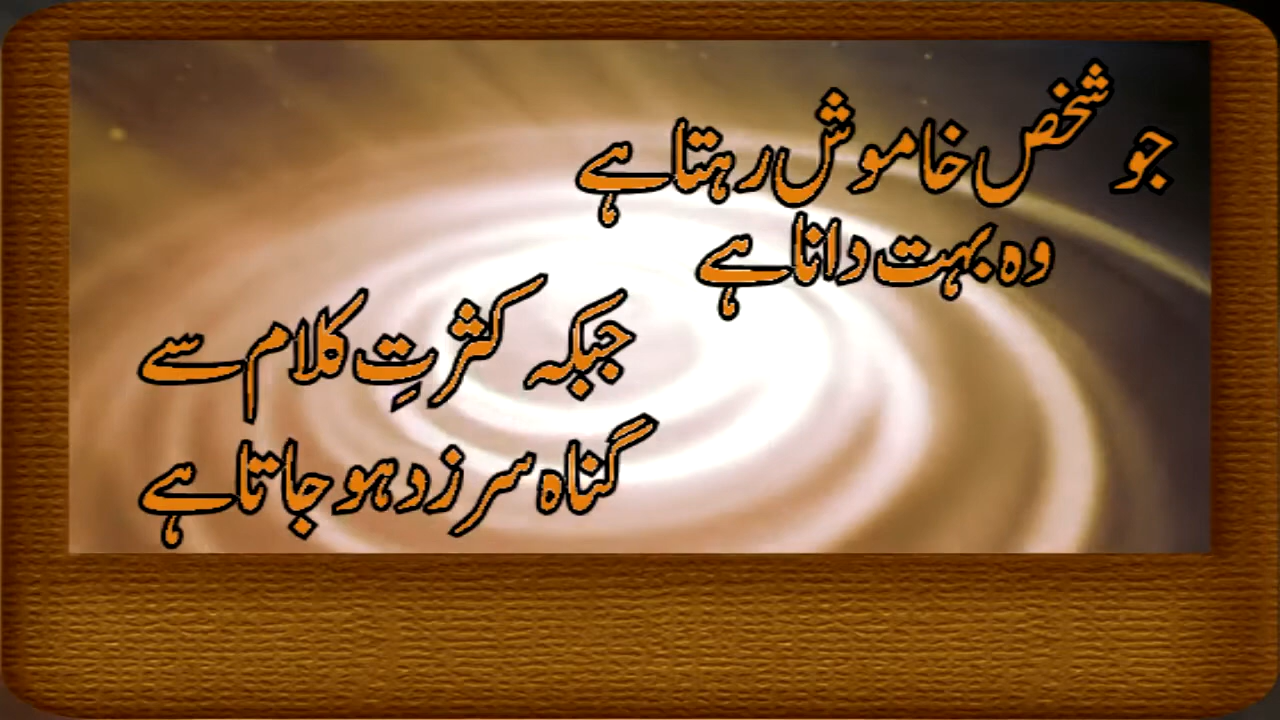 جو شخص خاموش رہتا ہے
وہ بہت دانا ہے
جبکہ کثرتِ کلام سے
گناہ سرزد ہو جاتا ہے